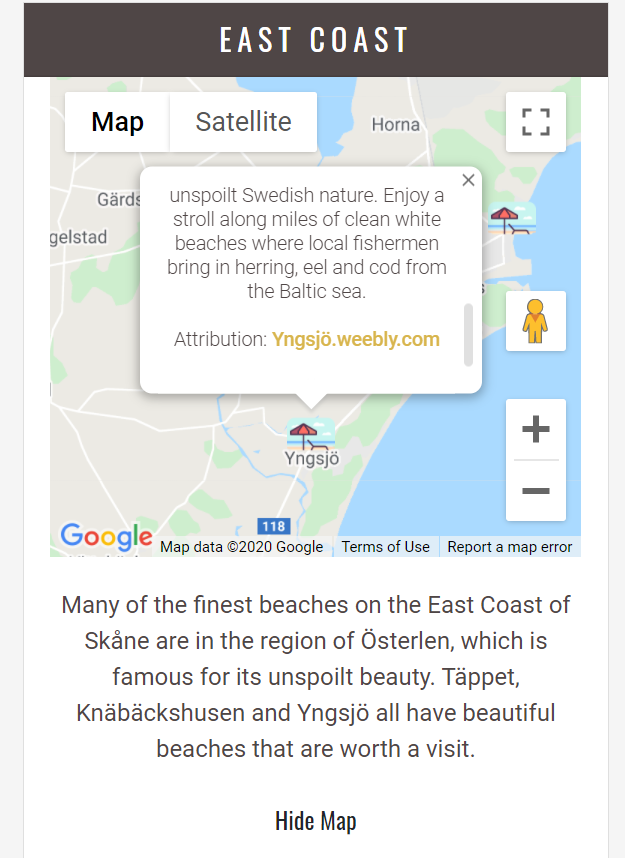 EAST COAST
Map
Satellite
Horna
Gärds
gelstad
unspoilt Swedish nature. Enjoy a
stroll along miles of clean white
beaches where local fishermen
bring in herring, eel and cod from
the Baltic sea.
Attribution: Yngsjö.weebly.com
Yngsjö
118
Google
Map data ©2020 Google
Terms of Use
Report a map error
Many of the finest beaches on the East Coast of
Skåne are in the region of Österlen, which is
famous for its unspoilt beauty. Täppet,
Knäbäckshusen and Yngsjö all have beautiful
beaches that are worth a visit.
Hide Map